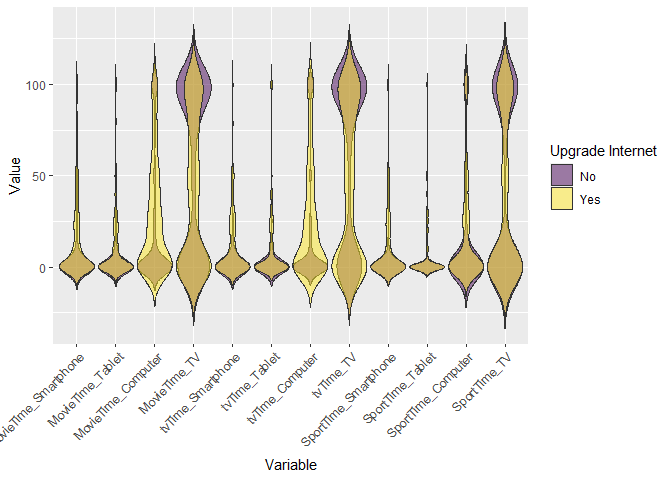 100
50
0
Value
ovieTime_Smartphone
MovieTime_Tablet
MovieTime_Computer
MovieTime_TV
tvTime_Smartphone
tvTime_Tablet
tvTime_Computer
tvTime_TV
SportTime_Smartphone
SportTime_Tablet
SportTime_Computer
SportTime_TV
Variable
Upgrade Internet
No
Yes